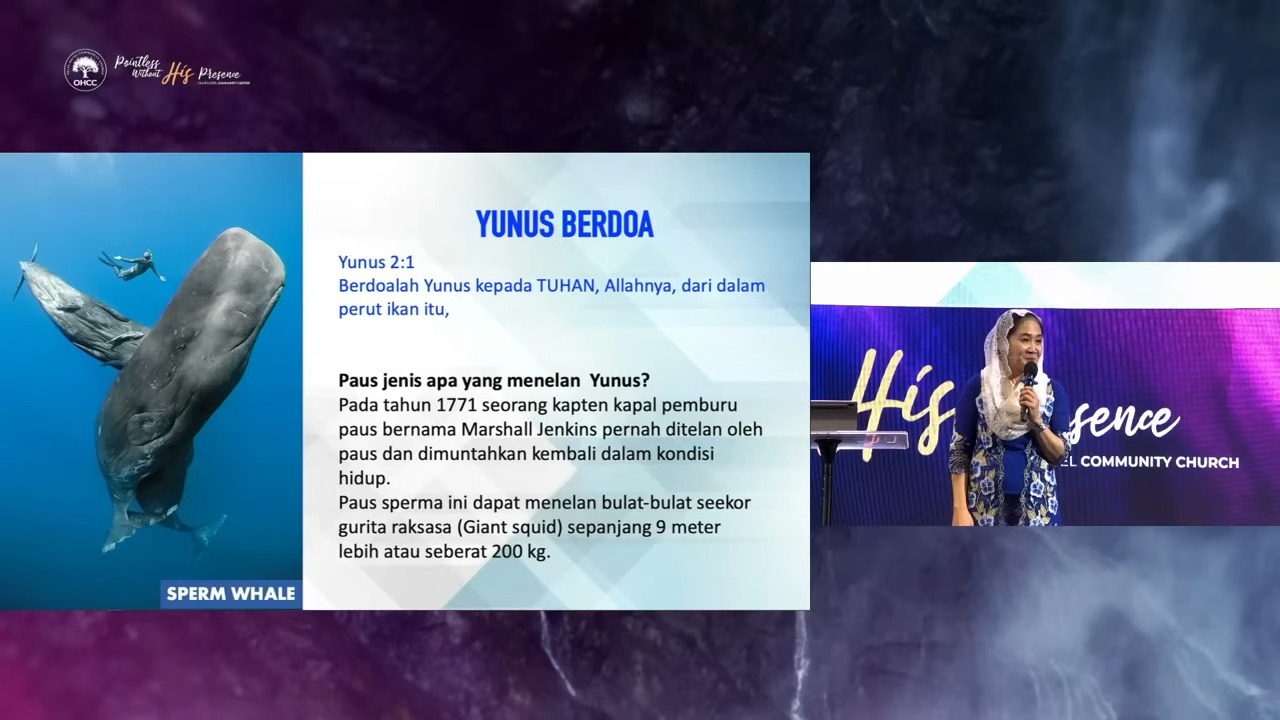 OHCC
Pointless
Without His Presence
YUNUS BERDOA
Yunus 2:1
Berdoalah Yunus kepada TUHAN, Allahnya, dari dalam
perut ikan itu,
Paus jenis apa yang menelan Yunus?
Pada tahun 1771 seorang kapten kapal pemburu
paus bernama Marshall Jenkins pernah ditelan oleh
paus dan dimuntahkan kembali dalam kondisi
hidup.
Paus sperma ini dapat menelan bulat-bulat seekor
gurita raksasa (Giant squid) sepanjang 9 meter
lebih atau seberat 200 kg.
SPERM WHALE
His
sence
EL COMMUNITY CHURCH